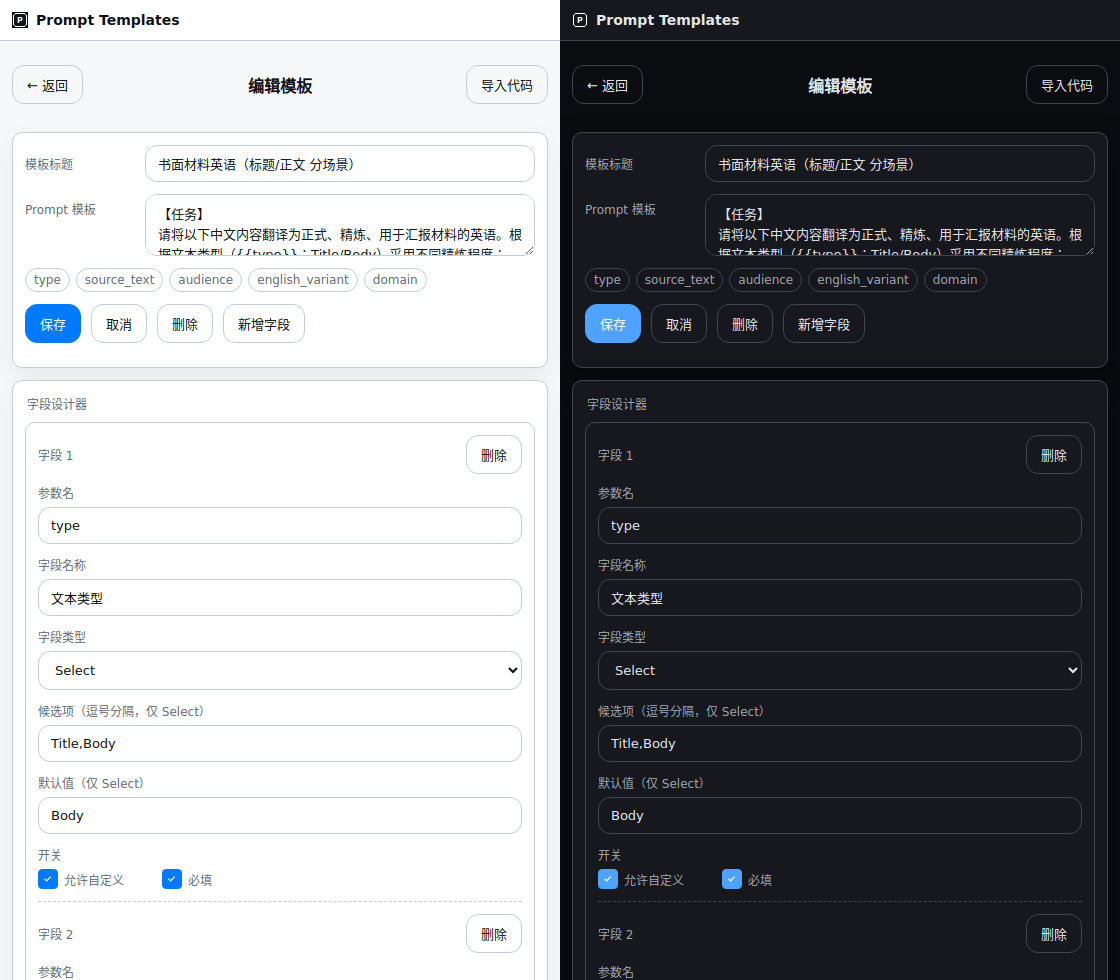 P Prompt Templates
← 返回
编辑模板
导入代码
模板标题
书面材料英语（标题/正文 分场景）
Prompt 模板
【任务】
请将以下中文内容翻译为正式、精炼、用于汇报材料的英语。根
据文本类型（{{type}}：Title/Body）采用不同精炼程度：
type
source_text
audience
english_variant
domain
保存
取消
删除
新增字段
字段设计器
字段 1
删除
参数名
type
字段名称
文本类型
字段类型
Select
候选项（逗号分隔，仅 Select）
Title,Body
默认值（仅 Select）
Body
开关
允许自定义
必填
字段 2
删除
参数名
P Prompt Templates
← 返回
编辑模板
导入代码
模板标题
书面材料英语（标题/正文 分场景）
Prompt 模板
【任务】
请将以下中文内容翻译为正式、精炼、用于汇报材料的英语。根
据文本类型（{{type}}：Title/Body）采用不同精炼程度：
type
source_text
audience
english_variant
domain
保存
取消
删除
新增字段
字段设计器
字段 1
删除
参数名
type
字段名称
文本类型
字段类型
Select
候选项（逗号分隔，仅 Select）
Title,Body
默认值（仅 Select）
Body
开关
允许自定义
必填
字段 2
删除
参数名